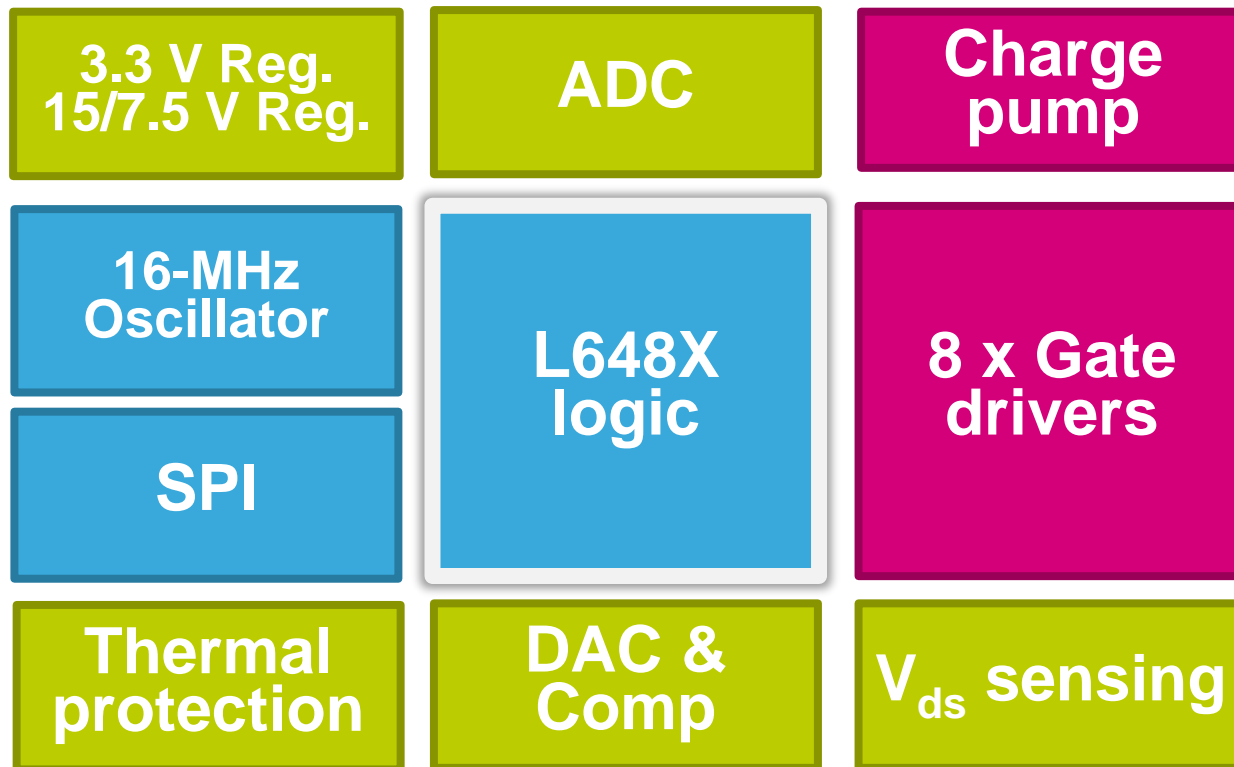 3.3 V Reg.
15/7.5 V Reg.
ADC
Charge
pump
16-MHz
Oscillator
L648X
logic
8 x Gate
drivers
SPI
Thermal
protection
DAC &
Comp
Vds sensing